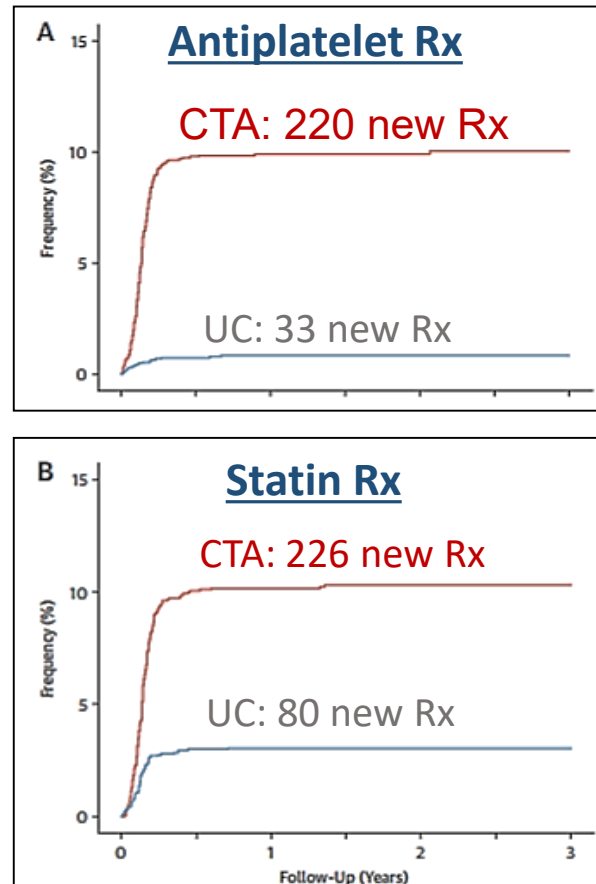 A
Antiplatelet Rx
15
CTA: 220 new Rx
10
Frequency (%)
5
UC: 33 new Rx
0
B
Statin Rx
15
CTA: 226 new Rx
10
Frequency (%)
5
UC: 80 new Rx
0
0 1 2 3
Follow-Up (Years)